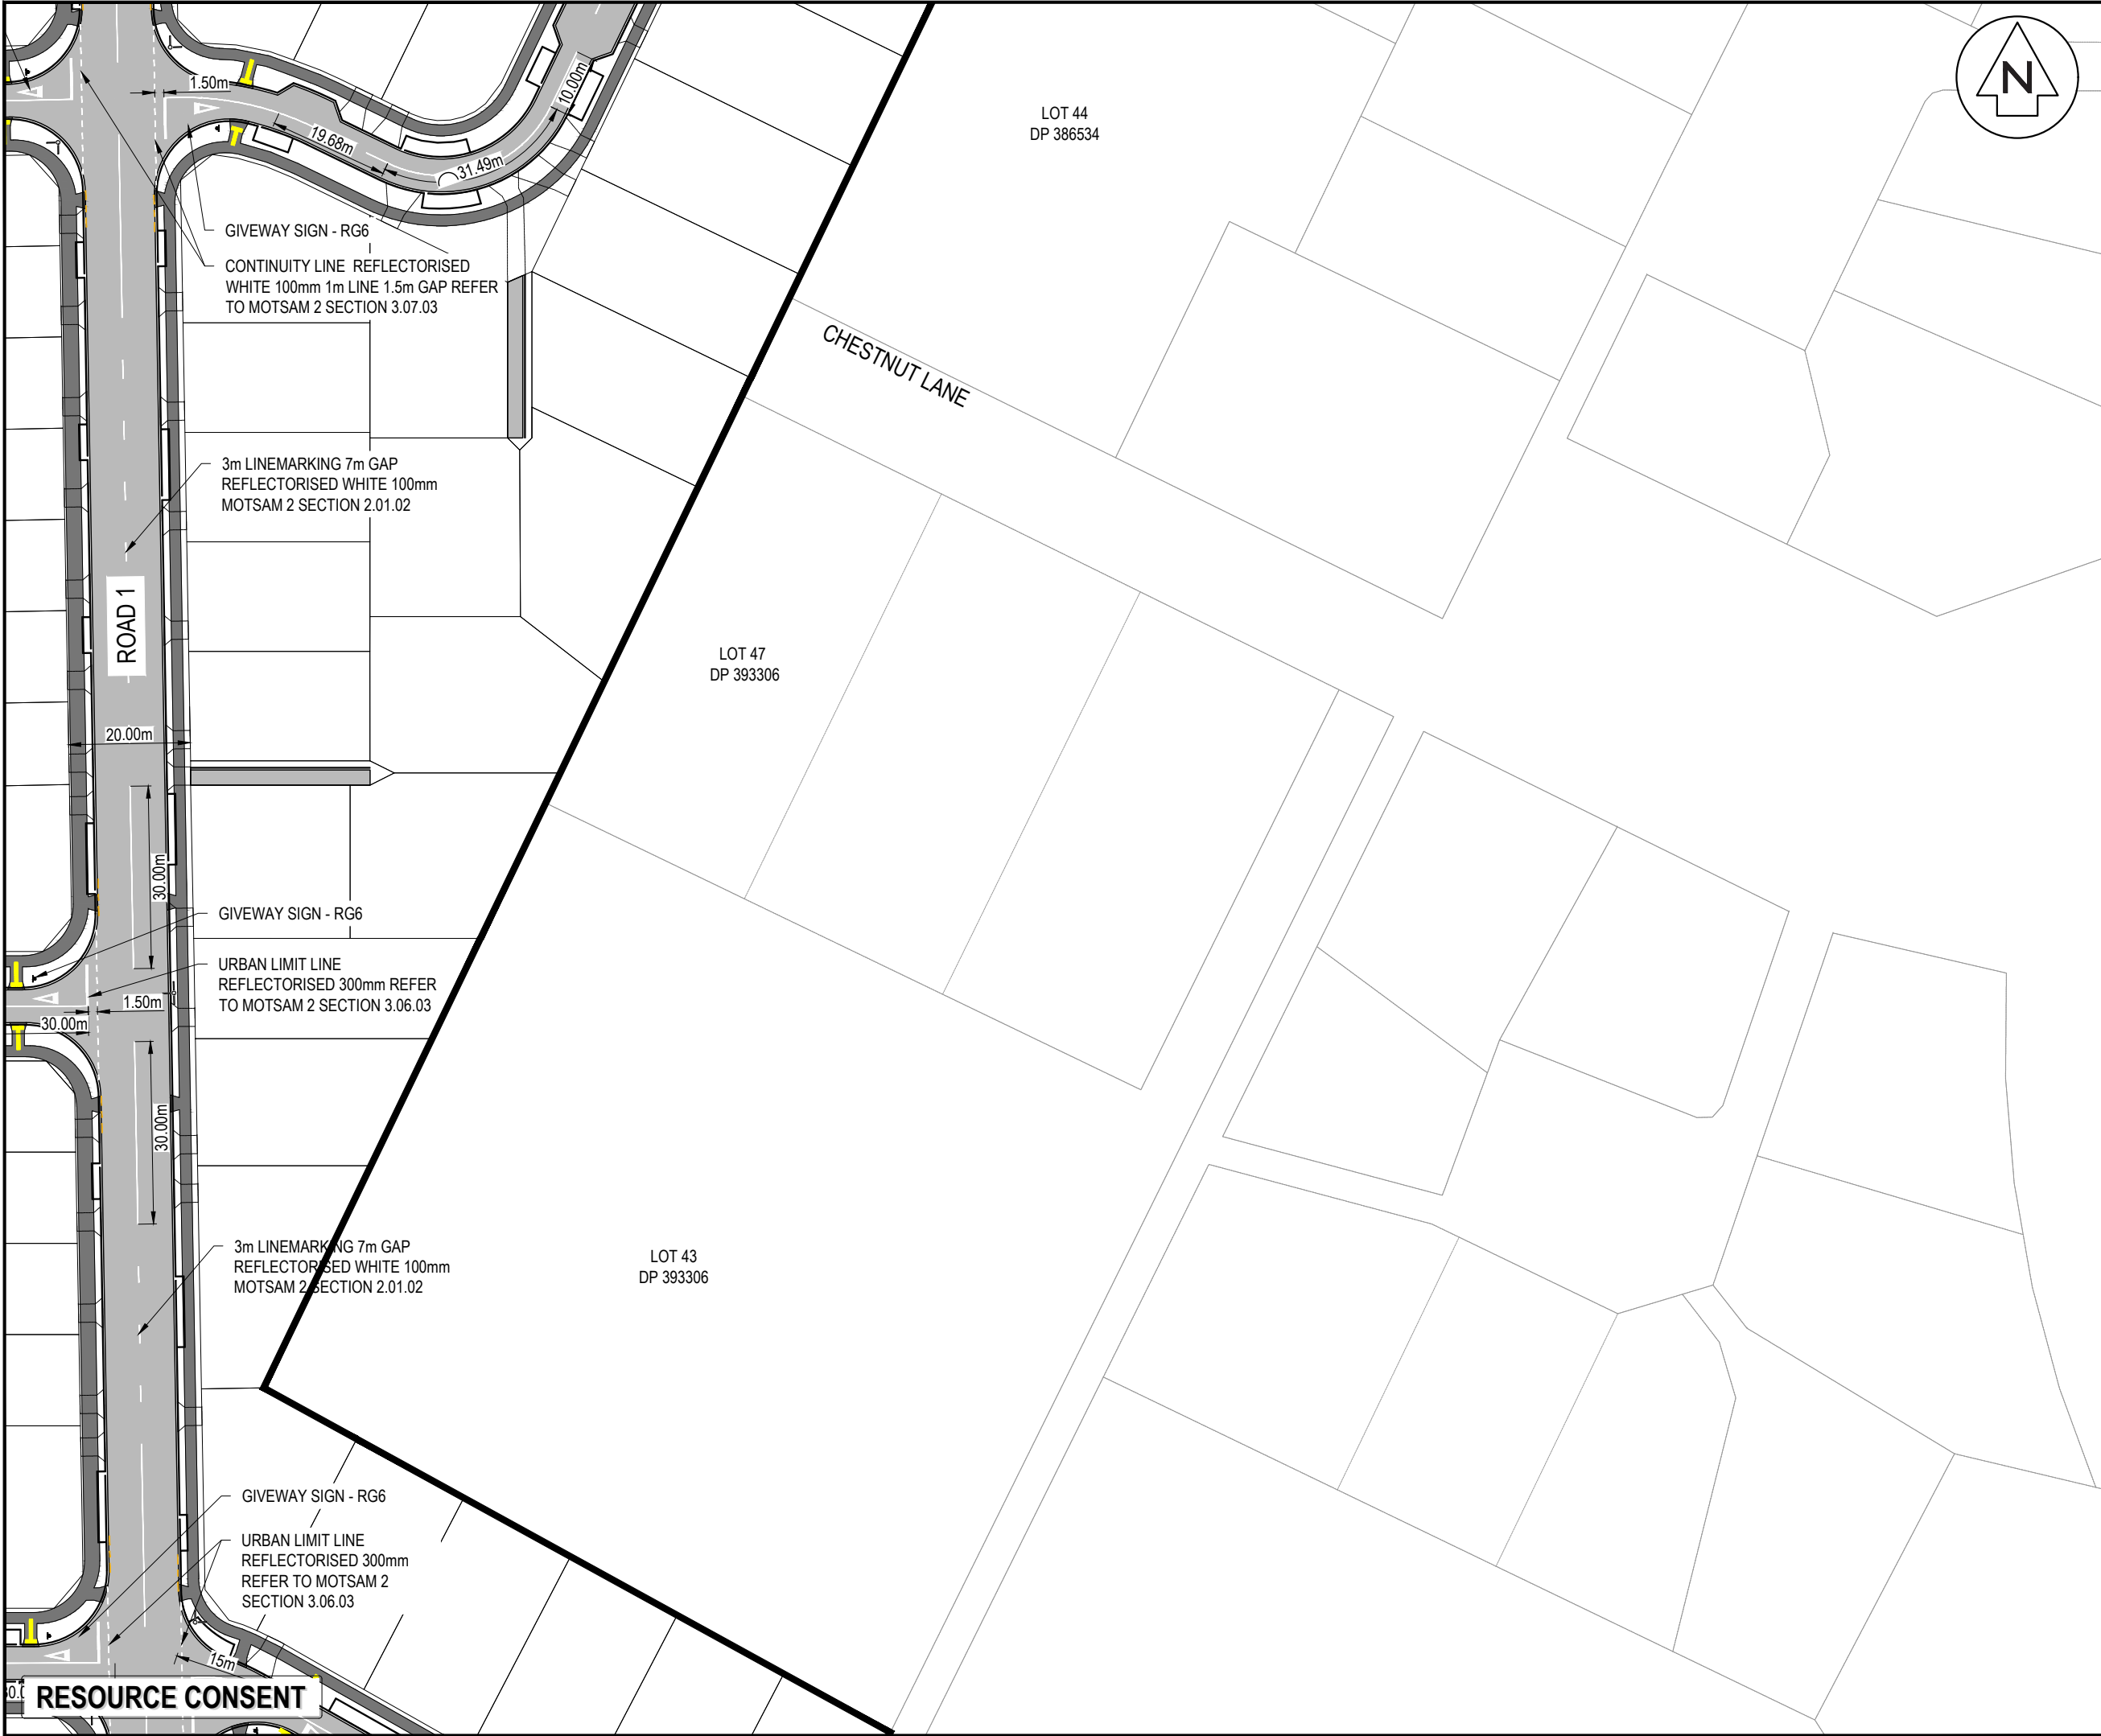 N
1.50m
10.00m
19.68m
31.49m
LOT 44
DP 386534
GIVEWAY SIGN - RG6
CONTINUITY LINE REFLECTORISED
WHITE 100mm 1m LINE 1.5m GAP REFER
TO MOTSAM 2 SECTION 3.07.03
CHESTNUT LANE
3m LINEMARKING 7m GAP
REFLECTORISED WHITE 100mm
MOTSAM 2 SECTION 2.01.02
ROAD 1
LOT 47
DP 393306
20.00m
30.00m
GIVEWAY SIGN - RG6
URBAN LIMIT LINE
REFLECTORISED 300mm REFER
TO MOTSAM 2 SECTION 3.06.03
1.50m
30.00m
30.00m
3m LINEMARKING 7m GAP
REFLECTORISED WHITE 100mm
MOTSAM 2 SECTION 2.01.02
LOT 43
DP 393306
GIVEWAY SIGN - RG6
URBAN LIMIT LINE
REFLECTORISED 300mm
REFER TO MOTSAM 2
SECTION 3.06.03
15m
RESOURCE CONSENT